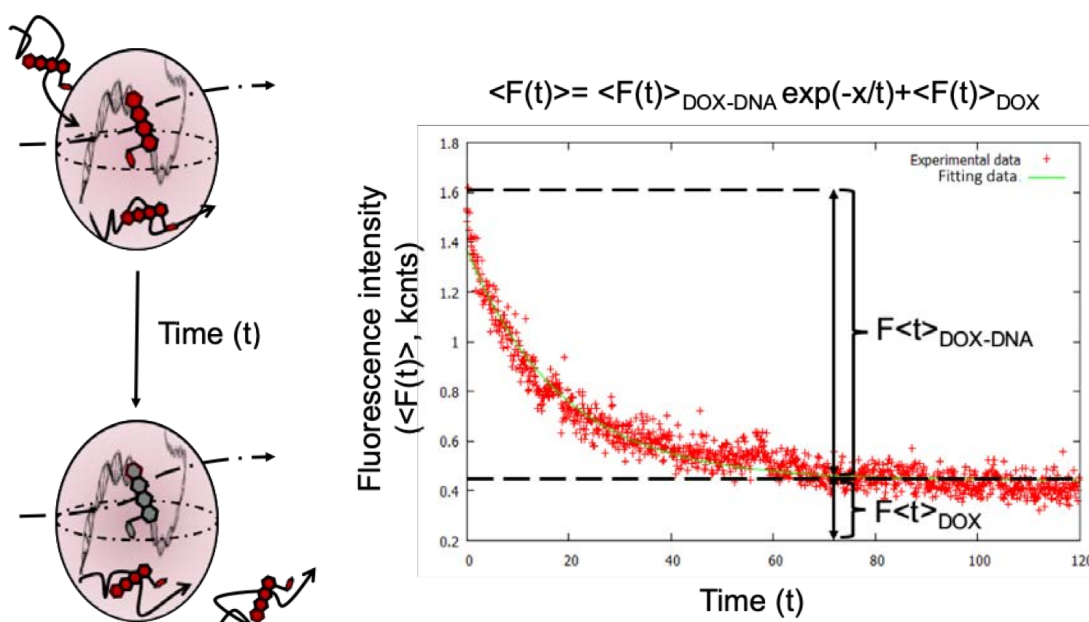 <F(t)>= <F(t)>DOX-DNA exp(-x/t)+<F(t)>DOX
Time (t)
Fluorescence intensity
(<F(t)>, kcnts)
1.8
1.6
1.4
1.2
1
0.8
0.6
0.4
0.2
Experimental data
Fitting data
F<t>DOX-DNA
F<t>DOX
0
20
40
60
80
100
120
Time (t)